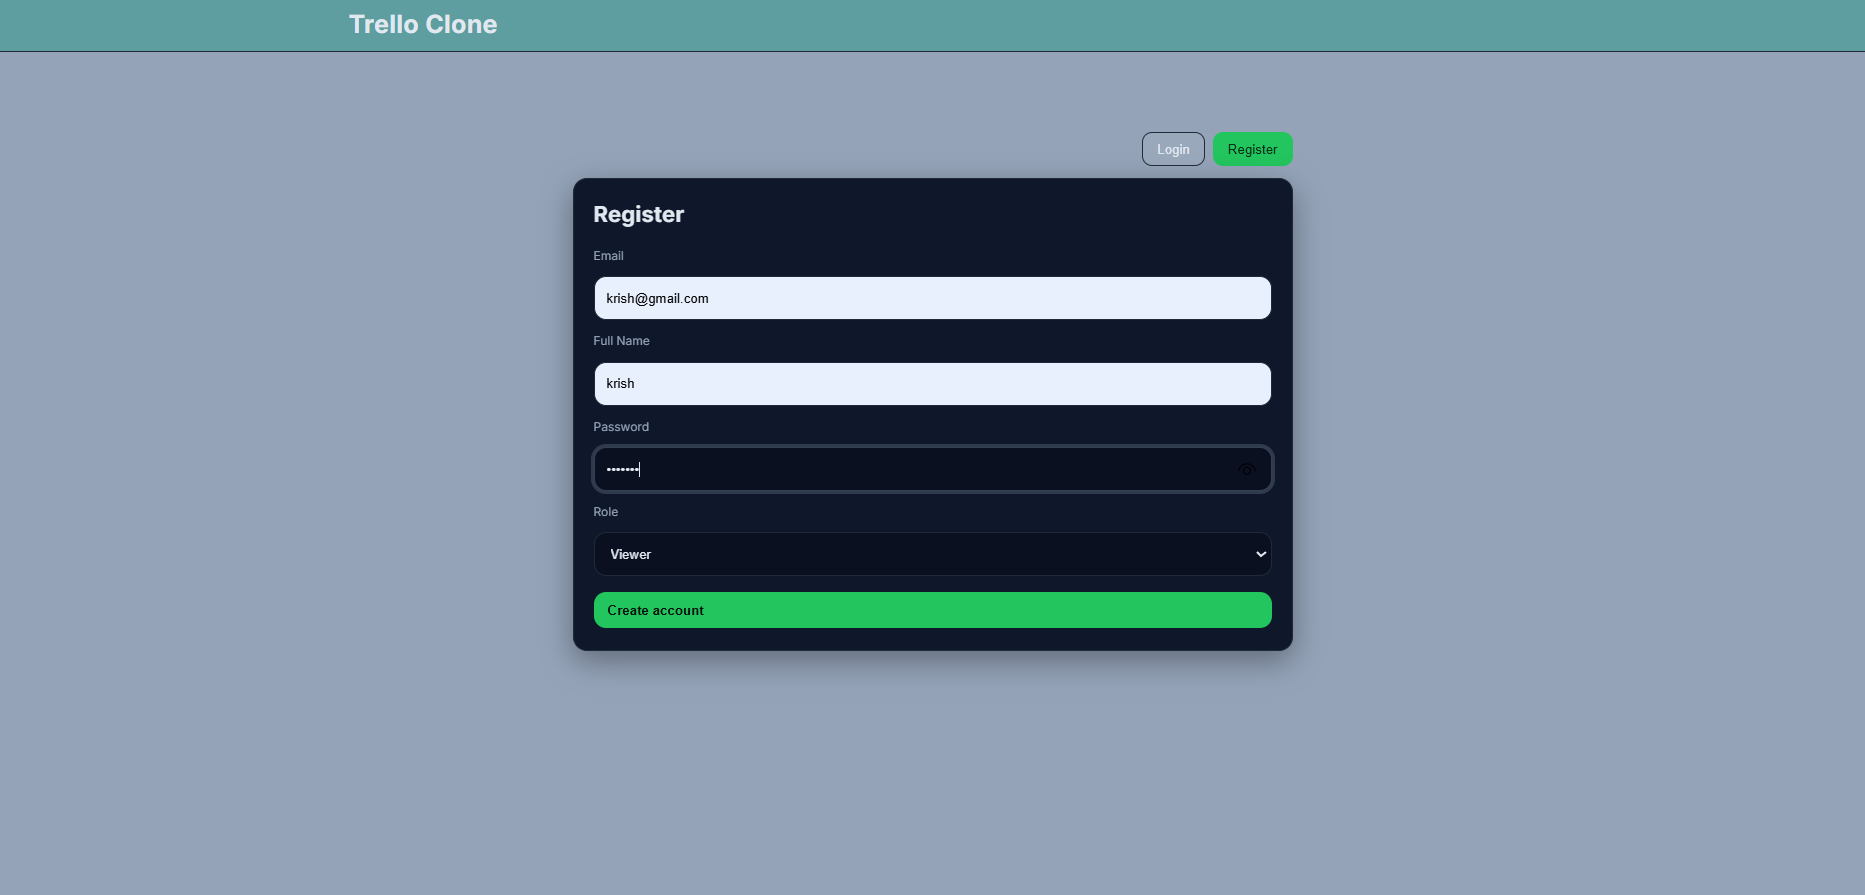 Trello Clone
Login
Register
Register
Email
krish@gmail.com
Full Name
krish
Password
•••••••
Role
Viewer
Create account